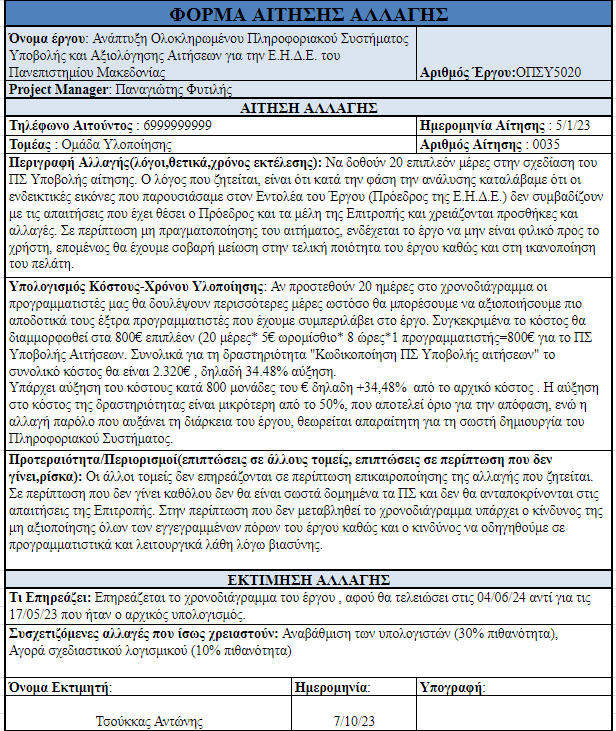 ΦΟΡΜΑ ΑΙΤΗΣΗΣ ΑΛΛΑΓΗΣ
Όνομα έργου: Ανάπτυξη Ολοκληρωμένου Πληροφοριακού Συστήματος
Υποβολής και Αξιολόγησης Αιτήσεων για την Ε.Η.Δ.Ε. του
Πανεπιστημίου Μακεδονίας
Αριθμός Έργου:ΟΠΣΥ5020
Project Manager: Παναγιώτης Φυτιλής
ΑΙΤΗΣΗ ΑΛΛΑΓΗΣ
Τηλέφωνο Αιτούντος : 6999999999
Ημερομηνία Αίτησης : 5/1/23
Τομέας : Ομάδα Υλοποίησης
Αριθμός Αίτησης : 0035
Περιγραφή Αλλαγής(λόγοι,θετικά,χρόνος εκτέλεσης): Να δοθούν 20 επιπλεόν μέρες στην σχεδίαση του
ΠΣ Υποβολής αίτησης. Ο λόγος που ζητείται, είναι ότι κατά την φάση την ανάλυσης καταλάβαμε ότι οι
ενδεικτικές εικόνες που παρουσιάσαμε στον Εντολέα του Έργου (Πρόεδρος της Ε.Η.Δ.Ε.) δεν συμβαδίζουν
με τις απαιτήσεις που έχει θέσει ο Πρόεδρος και τα μέλη της Επιτροπής και χρειάζονται προσθήκες και
αλλαγές. Σε περίπτωση μη πραγματοποίησης του αιτήματος, ενδέχεται το έργο να μην είναι φιλικό προς το
χρήστη, επομένως θα έχουμε σοβαρή μείωση στην τελική ποιότητα του έργου καθώς και στη ικανοποίηση
του πελάτη.
Υπολογισμός Κόστους-Χρόνου Υλοποίησης: Αν προστεθούν 20 ημέρες στο χρονοδιάγραμμα οι
προγραμματιστές μας θα δουλέψουν περισσότερες μέρες ωστόσο θα μπορέσουμε να αξιοποιήσουμε πιο
αποδοτικά τους έξτρα προγραμματιστές που έχουμε συμπεριλάβει στο έργο. Συγκεκριμένα το κόστος θα
διαμμορφωθεί στα 800€ επιπλέον (20 μέρες* 5€ ωρομίσθιο* 8 ώρες*1 προγραμματιστής=800€ για το ΠΣ
Υποβολής Αιτήσεων. Συνολικά για τη δραστηριότητα "Κωδικοποίηση ΠΣ Υποβολής αιτήσεων" το
συνολικό κόστος θα είναι 2.320€ , δηλαδή 34.48% αύξηση.
Υπάρχει αύξηση του κόστους κατά 800 μονάδες του € δηλαδη +34,48% από το αρχικό κόστος . Η αύξηση
στο κόστος της δραστηριότητας είναι μικρότερη από το 50%, που αποτελεί όριο για την απόφαση, ενώ η
αλλαγή παρόλο που αυξάνει τη διάρκεια του έργου, θεωρείται απαραίτητη για τη σωστή δημιουργία του
Πληροφοριακού Συστήματος.
Προτεραιότητα/Περιορισμοί(επιπτώσεις σε άλλους τομείς, επιπτώσεις σε περίπτωση που δεν
γίνει,ρίσκα): Οι άλλοι τομείς δεν επηρεάζονται σε περίπτωση επικαιροποίησης της αλλαγής που ζητείται.
Σε περίπτωση που δεν γίνει καθόλου δεν θα είναι σωστά δομημένα τα ΠΣ και δεν θα ανταποκρίνονται στις
απαιτήσεις της Επιτροπής. Στην περίπτωση που δεν μεταβληθεί το χρονοδιάγραμμα υπάρχει ο κίνδυνος της
μη αξιοποίησης όλων των εγγεγραμμένων πόρων του έργου καθώς και ο κινδύνος να οδηγηθούμε σε
προγραμματιστικά και λειτουργικά λάθη λόγω βιασύνης.
ΕΚΤΙΜΗΣΗ ΑΛΛΑΓΗΣ
Τι Επηρεάζει: Επηρεάζεται το χρονοδιάγραμμα του έργου , αφού θα τελειώσει στις 04/06/24 αντί για τις
17/05/23 που ήταν ο αρχικός υπολογισμός.
Συσχετιζόμενες αλλαγές που ίσως χρειαστούν: Αναβάθμιση των υπολογιστών (30% πιθανότητα),
Αγορά σχεδιαστικού λογισμικού (10% πιθανότητα)
Όνομα Εκτιμητή:
Ημερομηνία:
Υπογραφή:
Τσούκκας Αντώνης
7/10/23